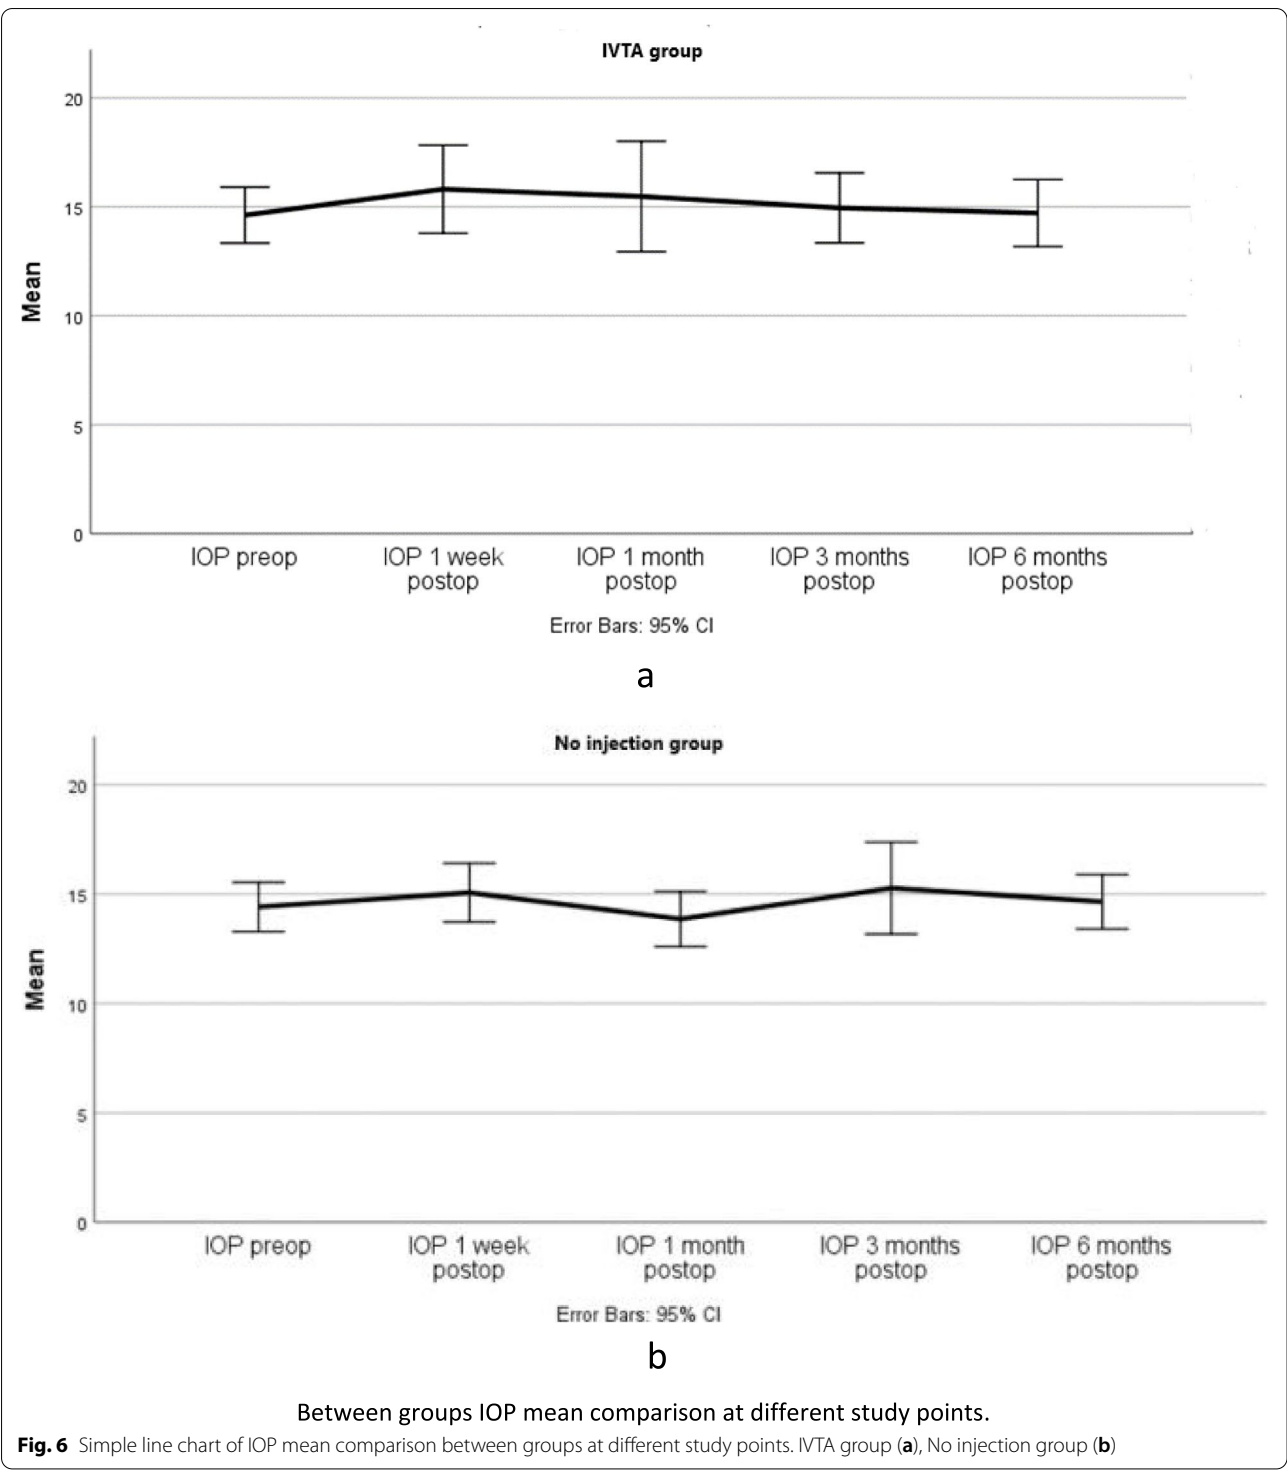 IVTA group
20
15
10
5
0
Mean
IOP preop
IOP 1 week
postop
IOP 1 month
postop
IOP 3 months
postop
IOP 6 months
postop
Error Bars: 95% CI
a
No injection group
20
15
10
5
0
Mean
IOP preop
IOP 1 week
postop
IOP 1 month
postop
IOP 3 months
postop
IOP 6 months
postop
Error Bars: 95% CI
b
Between groups IOP mean comparison at different study points.
Fig. 6 Simple line chart of IOP mean comparison between groups at different study points. IVTA group (a), No injection group (b)